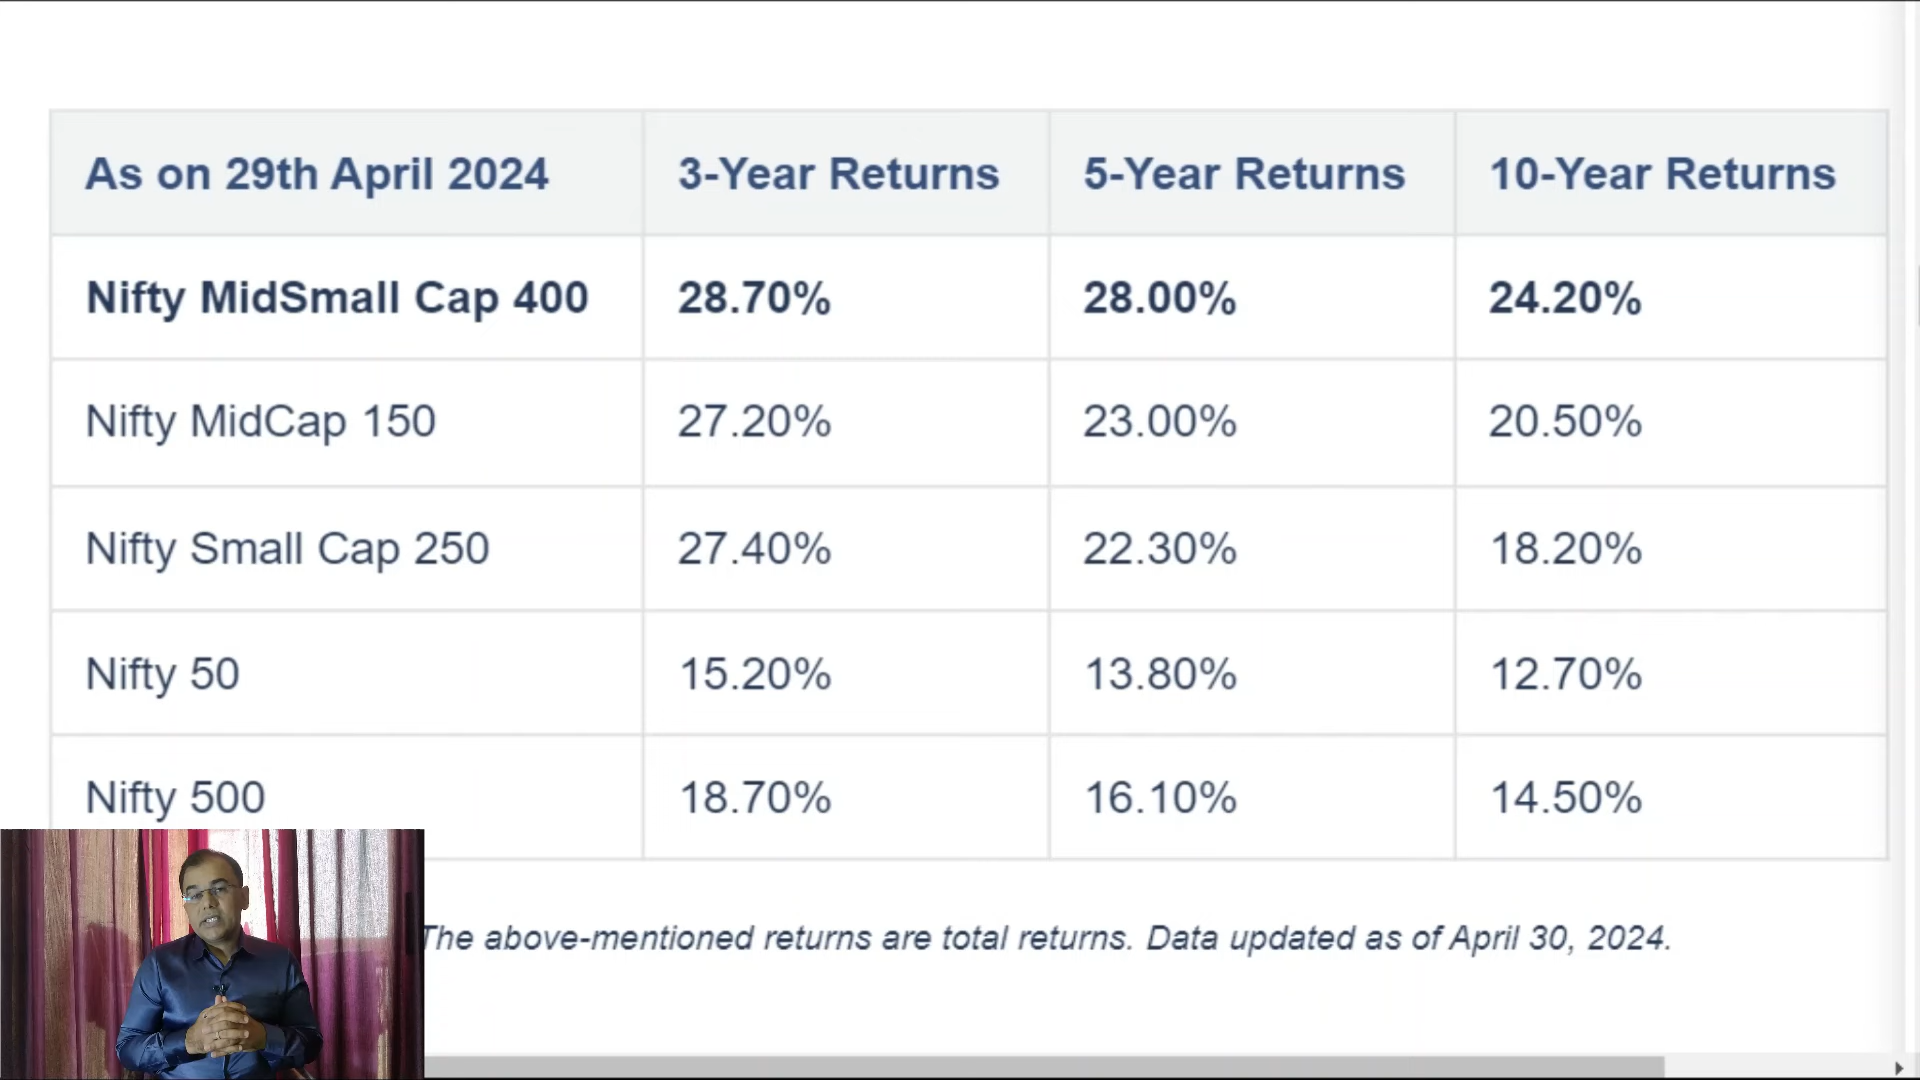 As on 29th April 2024 3-Year Returns 5-Year Returns 10-Year Returns
Nifty MidSmall Cap 400 28.70% 28.00% 24.20%
Nifty MidCap 150 27.20% 23.00% 20.50%
Nifty Small Cap 250 27.40% 22.30% 18.20%
Nifty 50 15.20% 13.80% 12.70%
Nifty 500 18.70% 16.10% 14.50%
The above-mentioned returns are total returns. Data updated as of April 30, 2024.